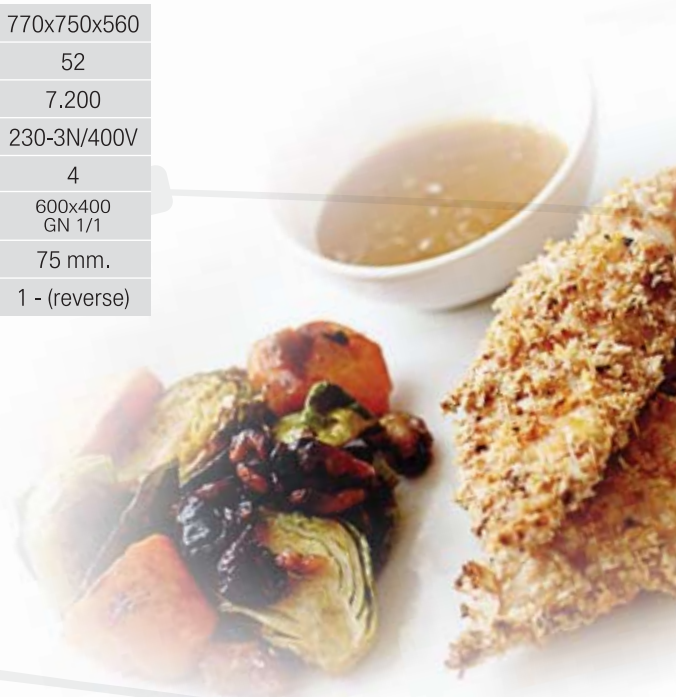 770x750x560
52
7.200
230-3N/400V
4
600x400
GN 1/1
75 mm.
1 - (reverse)